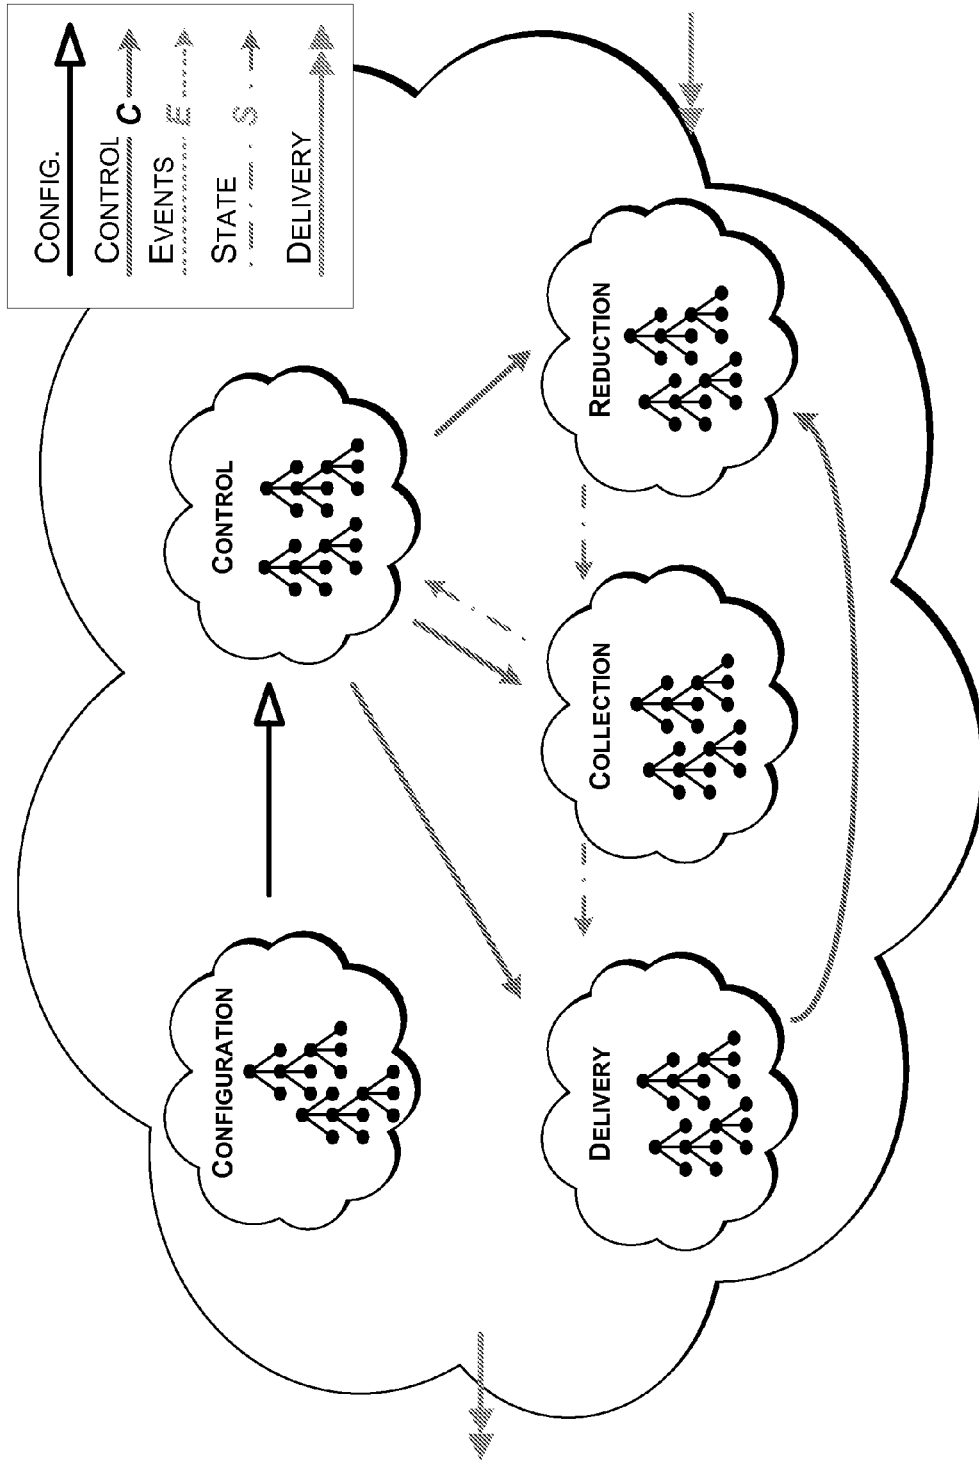 CONFIG.
CONTROL C
EVENTS E
STATE S
DELIVERY
CONFIGURATION
CONTROL
DELIVERY
COLLECTION
REDUCTION